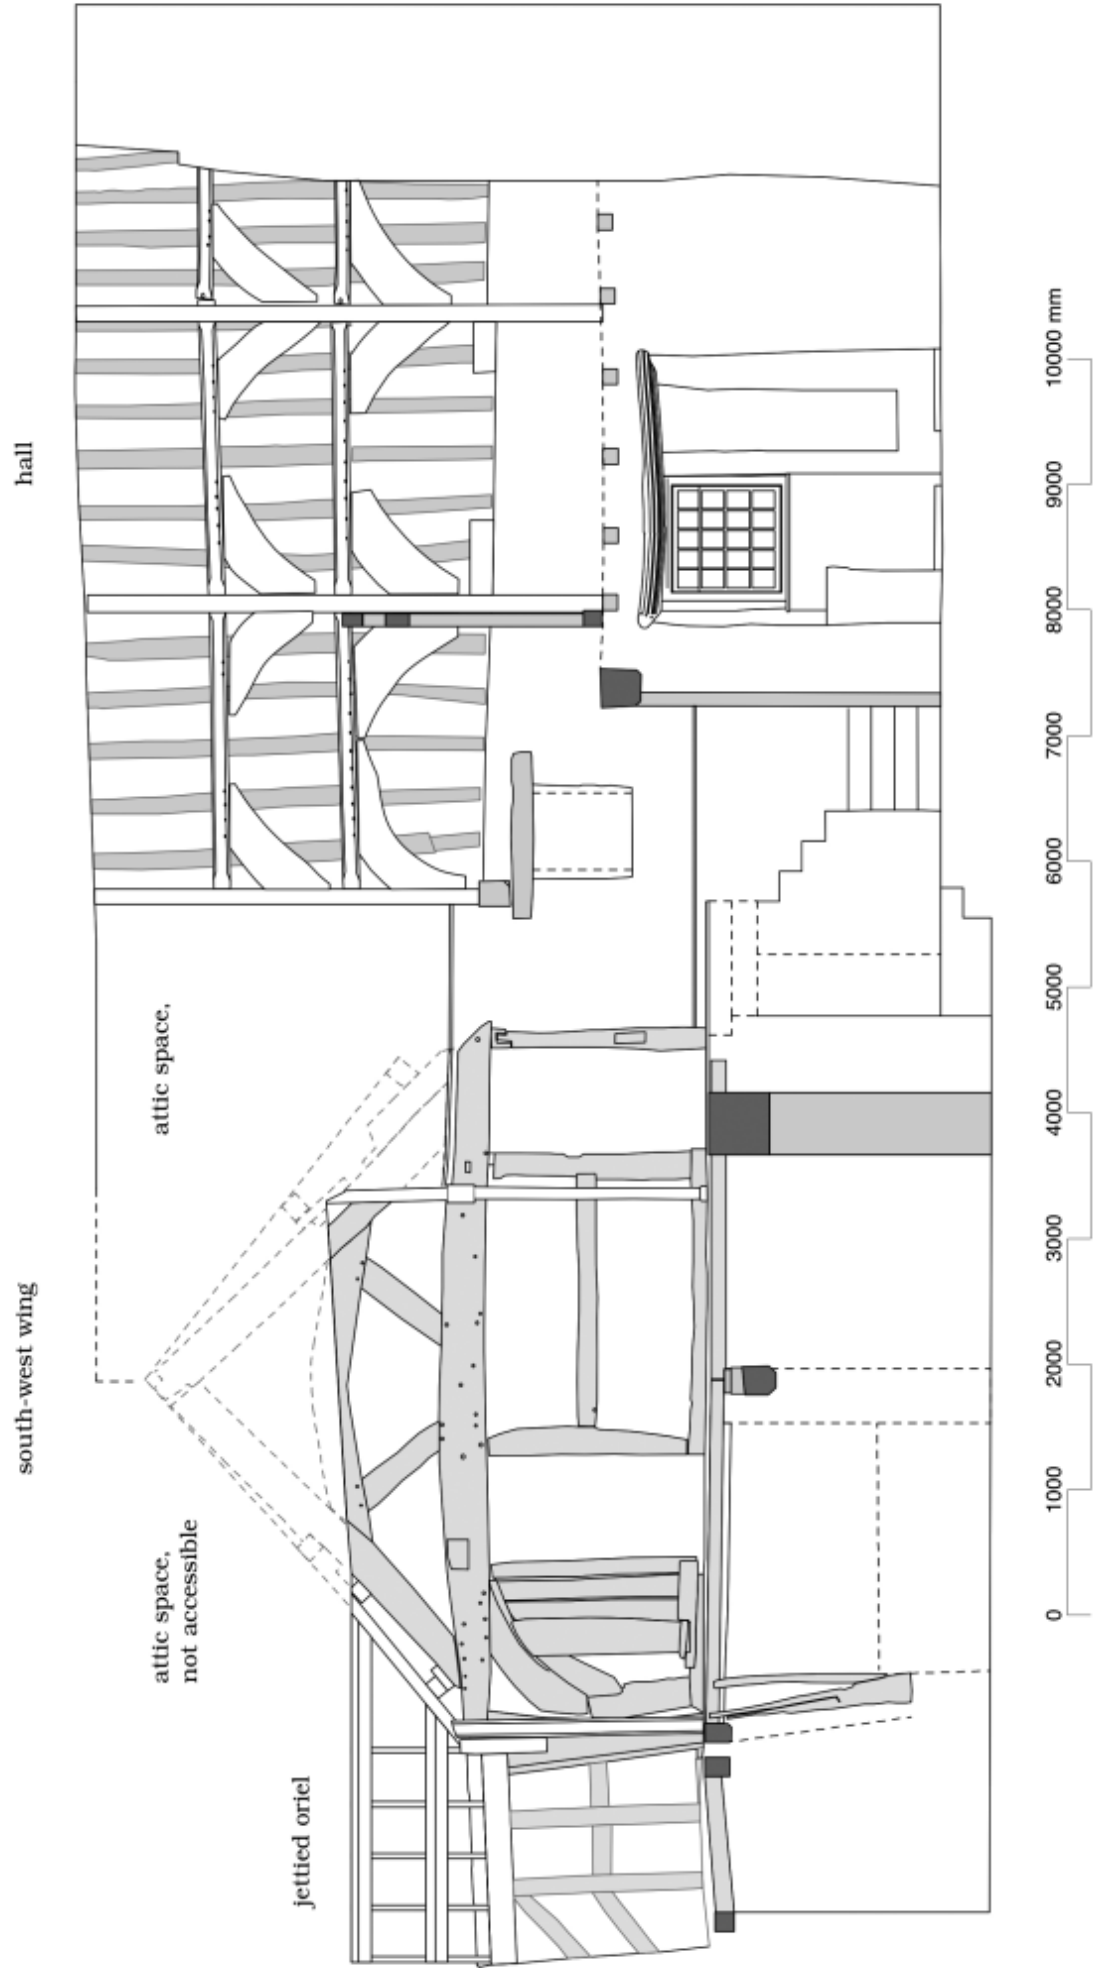 jettied oriel
attic space,
not accessible
south-west wing
attic space,
hall
0
1000
2000
3000
4000
5000
6000
7000
8000
9000
10000 mm